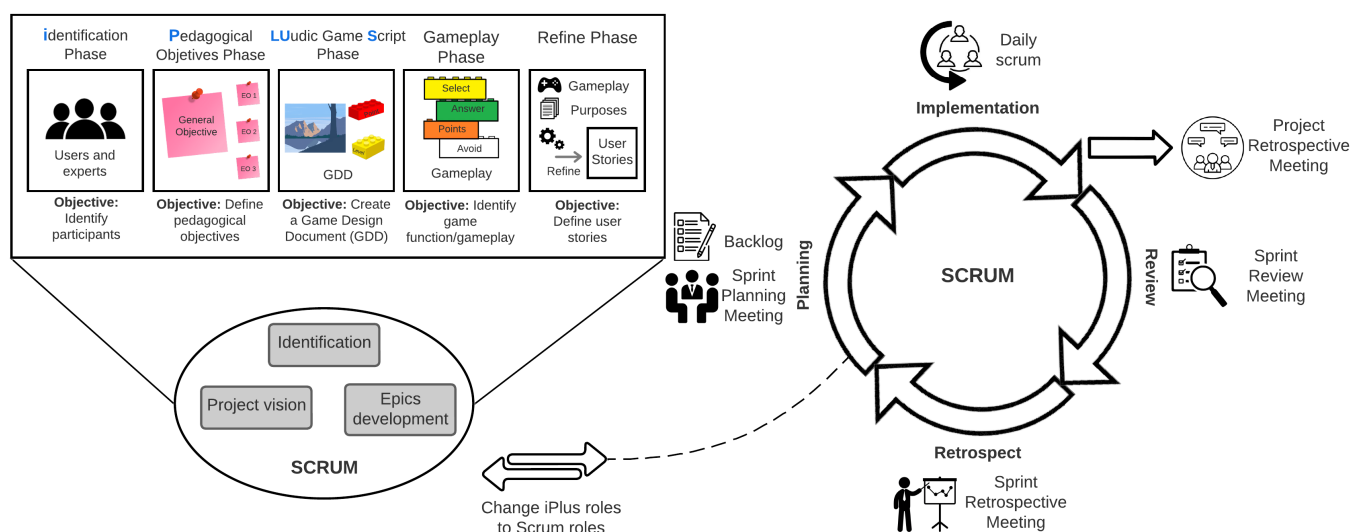 identification
Phase
Pedagogical
Objetives Phase
LUudic Game Script
Phase
Gameplay
Phase
Refine Phase
Users and
experts
General
Objective
EO 1
EO 2
EO 3
GDD
Select
Answer
Points
Avoid
Gameplay
Gameplay
Purposes
Refine
User
Stories
Objective:
Identify
participants
Objective: Define
pedagogical
objectives
Objective: Create
a Game Design
Document (GDD)
Objective: Identify
game
function/gameplay
Objective:
Define user
stories
Identification
Project vision
Epics
development
SCRUM
Change iPlus roles
to Scrum roles
Backlog
Sprint
Planning
Meeting
Planning
Daily
scrum
Implementation
SCRUM
Project
Retrospective
Meeting
Review
Sprint
Review
Meeting
Retrospect
Sprint
Retrospective
Meeting